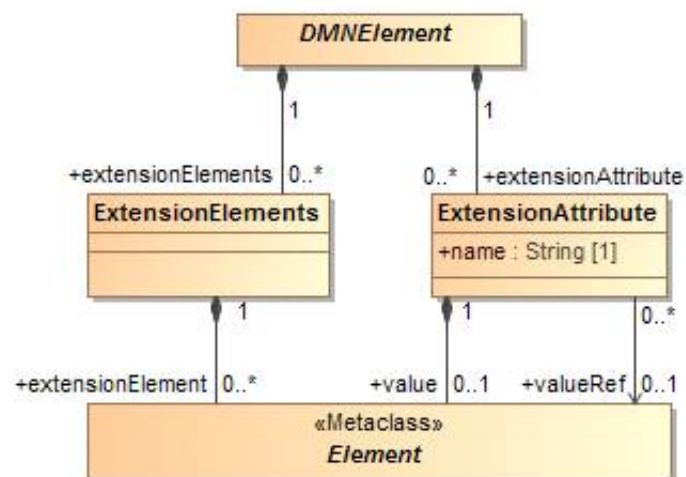 DMNElement
1
1
+extensionElements 0..*
0..* +extensionAttribute
ExtensionElements
ExtensionAttribute
+name : String [1]
1
1
0..*
+extensionElement 0..*
+value 0..1
+valueRef 0..1
«Metaclass»
Element